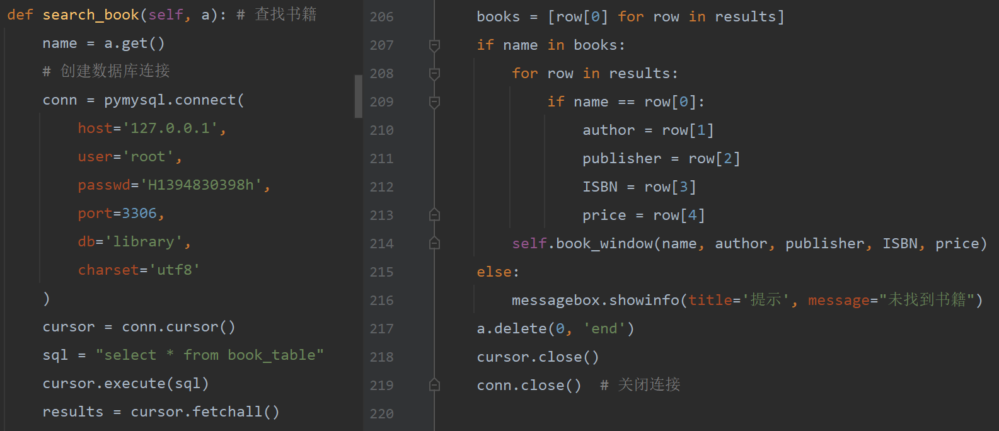 def search_book(self, a): # 查找书籍
name = a.get()
# 创建数据库连接
conn = pymysql.connect(
host='127.0.0.1',
user='root',
passwd='H1394830398h',
port=3306,
db='library',
charset='utf8'
)
cursor = conn.cursor()
sql = "select * from book_table"
cursor.execute(sql)
results = cursor.fetchall()
206 books = [row[0] for row in results]
207 if name in books:
208 for row in results:
209 if name == row[0]:
210 author = row[1]
211 publisher = row[2]
212 ISBN = row[3]
213 price = row[4]
214 self.book_window(name, author, publisher, ISBN, price)
215 else:
216 messagebox.showinfo(title='提示', message="未找到书籍")
217 a.delete(0, 'end')
218 cursor.close()
219 conn.close() # 关闭连接
220